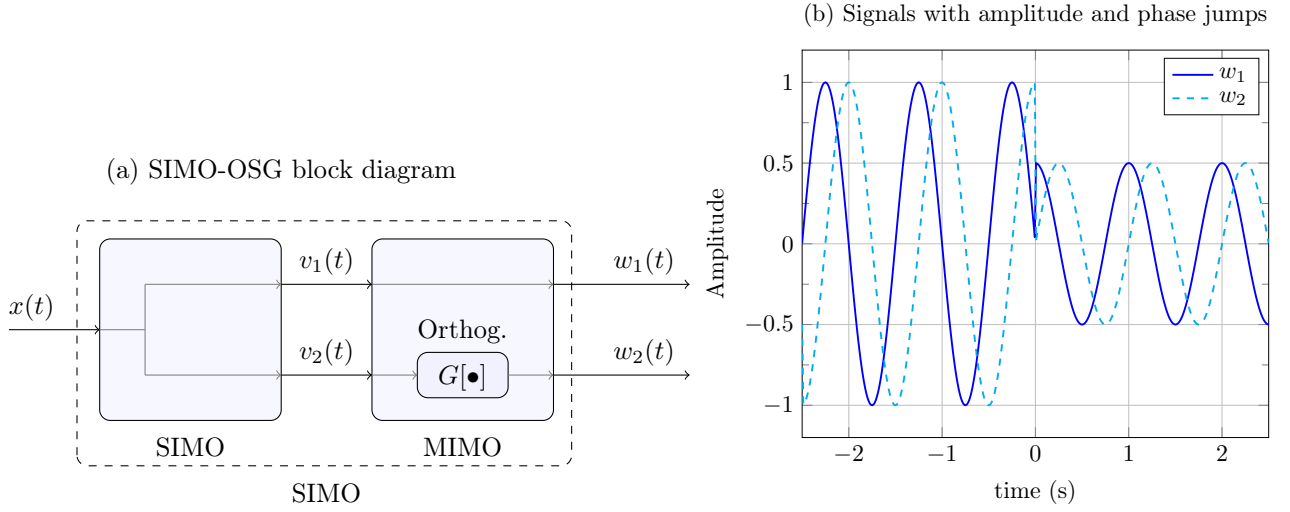 (a) SIMO-OSG block diagram
x(t)
v₁(t)
v₂(t)
Orthog.
G[•]
w₁(t)
w₂(t)
SIMO
MIMO
SIMO
(b) Signals with amplitude and phase jumps
w₁
w₂
Amplitude
1
0.5
0
−0.5
−1
−2
−1
0
1
2
time (s)